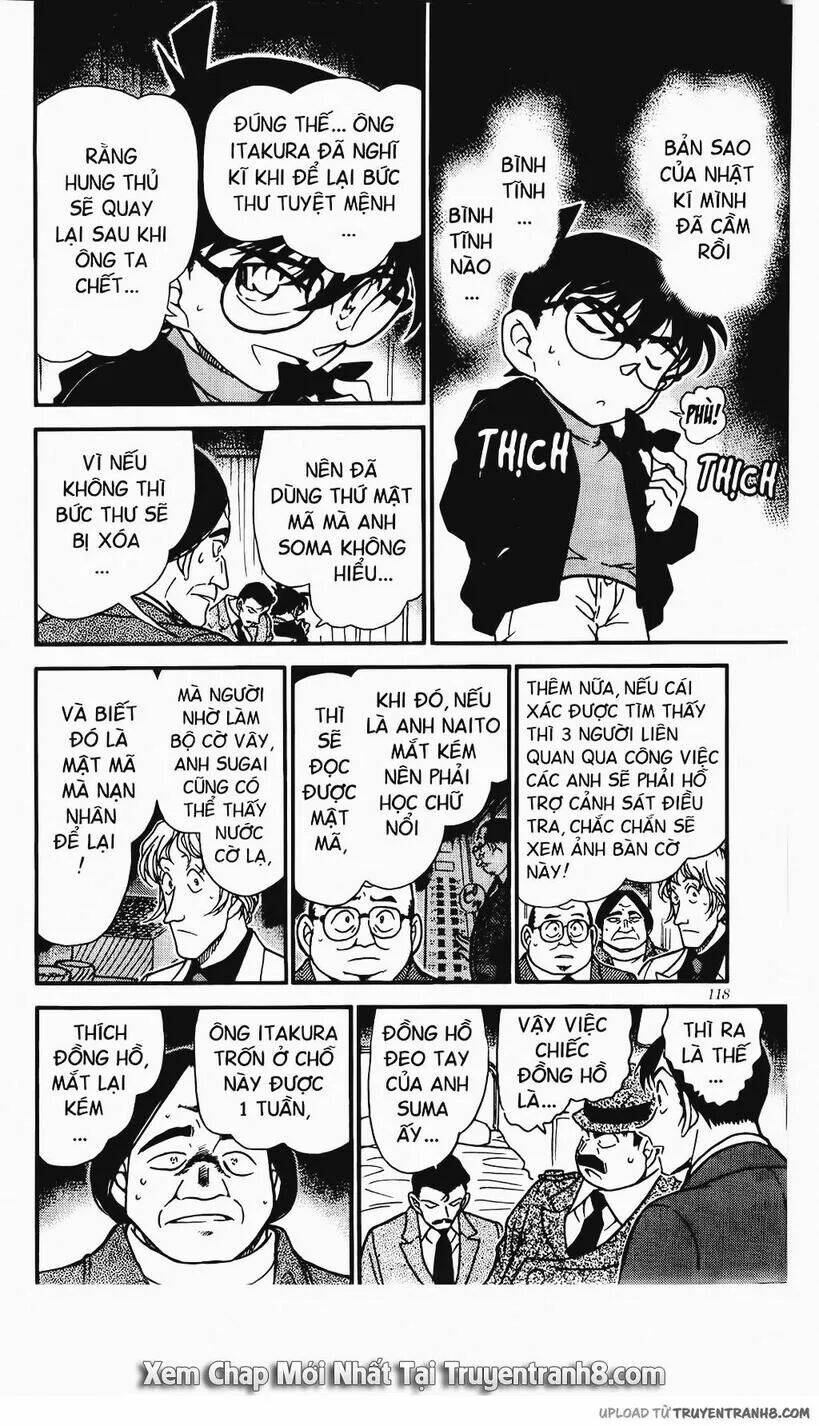 BẢN SAO
CỦA NHẬT
KÍ MÌNH
ĐÃ CẦM
RỒI
BÌNH
TĨNH
...
BÌNH
TĨNH
NÀO
...
PHÙ!
THỊCH
THỊCH
ĐÚNG THẾ... ÔNG
ITAKURA ĐÃ NGHĨ
KĨ KHI ĐỂ LẠI BỨC
THƯ TUYỆT MỆNH
...
RẰNG
HUNG THỦ
SẼ QUAY
LẠI SAU KHI
ÔNG TA
CHẾT...
NÊN ĐÃ
DÙNG THỨ MẬT
MÃ MÀ ANH
SOMA KHÔNG
HIỂU...
VÌ NẾU
KHÔNG THÌ
BỨC THƯ SẼ
BỊ XÓA
...
THÊM NỮA, NẾU CÁI
XÁC ĐƯỢC TÌM THẤY
THÌ 3 NGƯỜI LIÊN
QUAN QUA CÔNG VIỆC
CÁC ANH SẼ PHẢI HỖ
TRỢ CẢNH SÁT ĐIỀU
TRA, CHẮC CHẮN SẼ
XEM ẢNH BÀN CỜ
NÀY!
KHI ĐÓ, NẾU
LÀ ANH NAITO
MẮT KÉM
NÊN PHẢI
HỌC CHỮ
NỔI
THÌ
SẼ
ĐỌC
ĐƯỢC
MẬT
MÃ,
MÀ NGƯỜI
NHỜ LÀM
BỘ CỜ VÂY,
ANH SUGAI
CŨNG CÓ
THỂ THẤY
NƯỚC
CỜ LẠ,
VÀ BIẾT
ĐÓ LÀ
MẬT MÃ
MÀ NẠN
NHÂN
ĐỂ LẠI
!
118
THÌ RA
LÀ THẾ
...
VẬY VIỆC
CHIẾC
ĐỒNG HỒ
LÀ...
ĐỒNG HỒ
ĐEO TAY
CỦA ANH
SUMA
ẤY...
ÔNG ITAKURA
TRỐN Ở CHỖ
NÀY ĐƯỢC
1 TUẦN,
THÍCH
ĐỒNG HỒ,
MẮT LẠI
KÉM
...
Xem Chap Mới Nhất Tại Truyentranh8.com
UPLOAD TỪ TRUYENTRANH8.COM